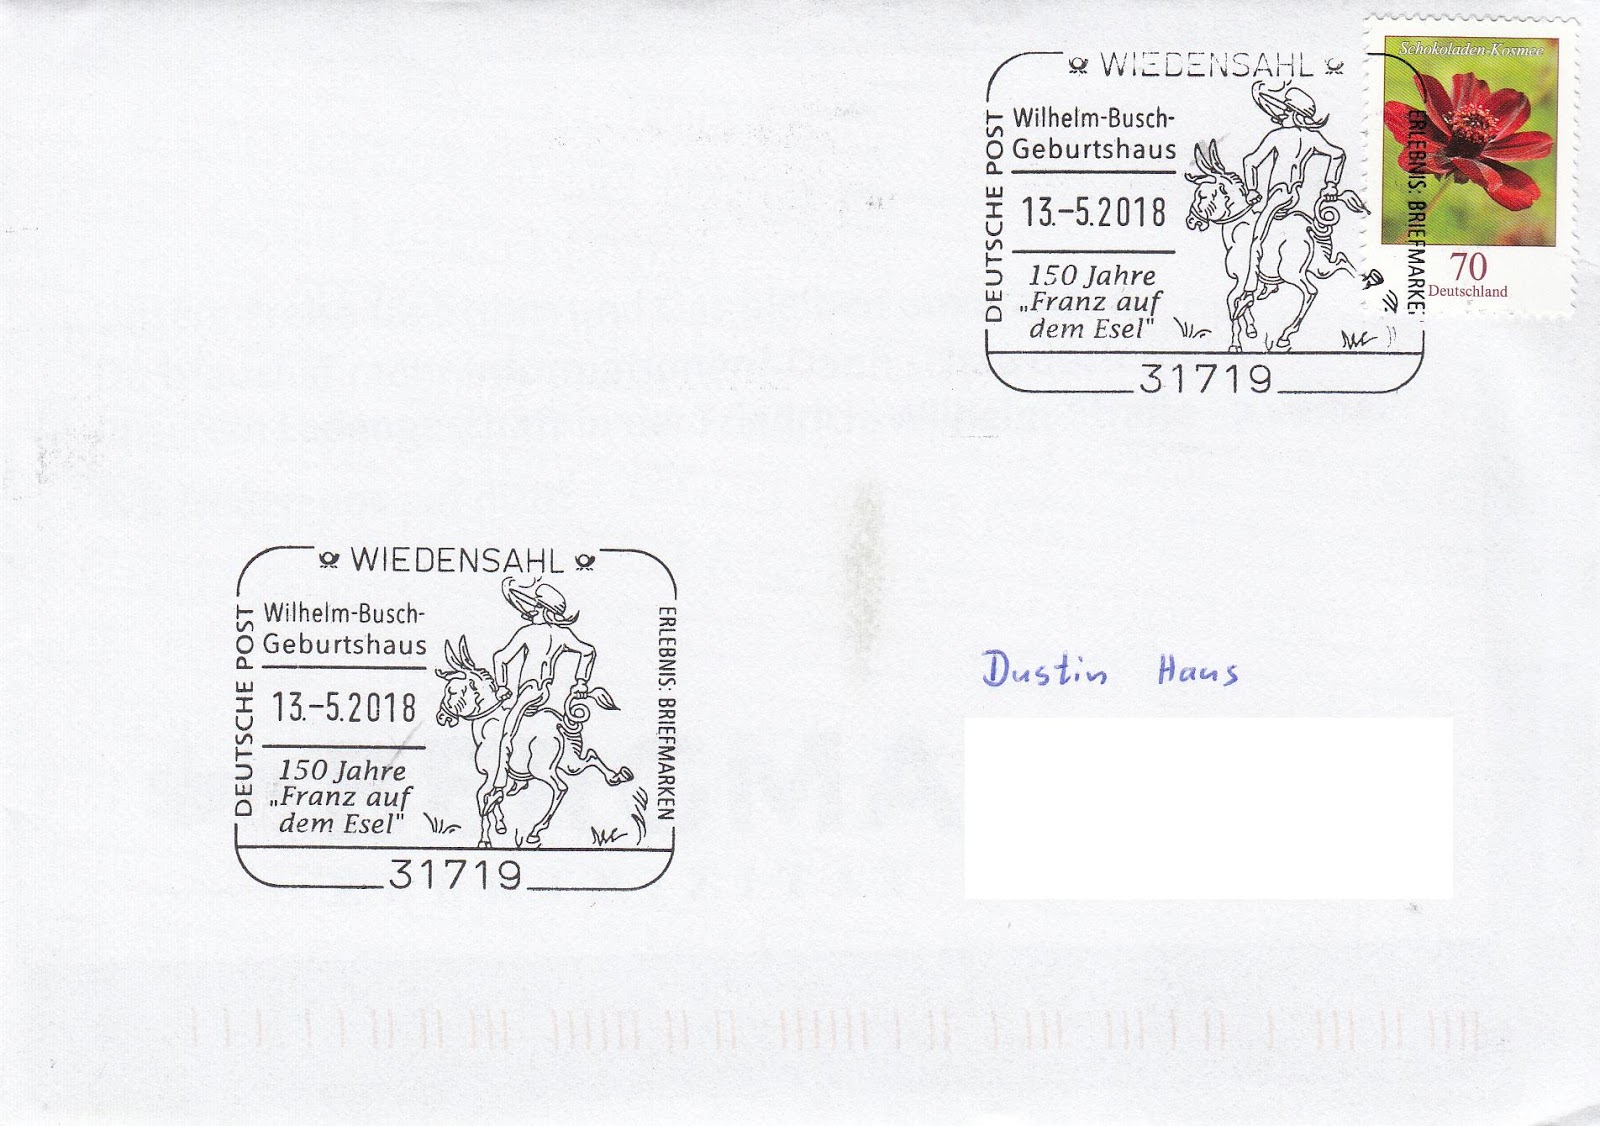 WIEDENSAHL
Wilhelm-Busch-
Geburtshaus
13.-5.2018
150 Jahre
„Franz auf
dem Esel"
31719
DEUTSCHE POST
ERLEBNIS: BRIEFMARKEN
Schokoladen-Kosmee
70
Deutschland
WIEDENSAHL
Wilhelm-Busch-
Geburtshaus
13.-5.2018
150 Jahre
„Franz auf
dem Esel"
31719
DEUTSCHE POST
ERLEBNIS: BRIEFMARKEN
Dustin Haus